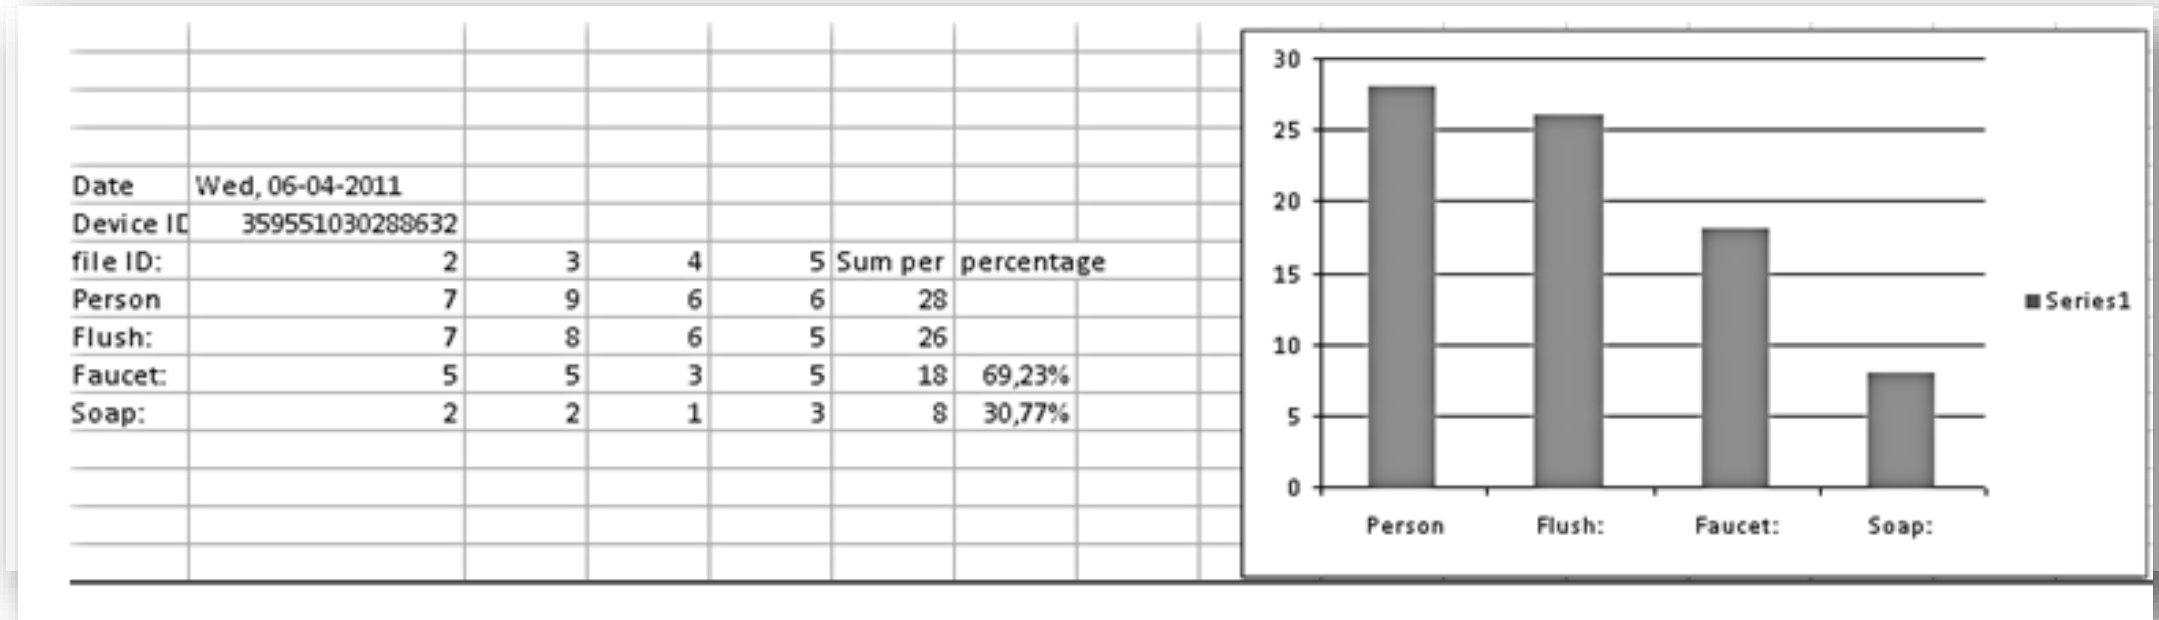 Date Wed, 06-04-2011
Device ID 359551030288632
file ID: 2 3 4 5 Sum per percentage
Person 7 9 6 6 28
Flush: 7 8 6 5 26
Faucet: 5 5 3 5 18 69,23%
Soap: 2 2 1 3 8 30,77%
30
25
20
15
10
5
0
Person Flush: Faucet: Soap:
Series1